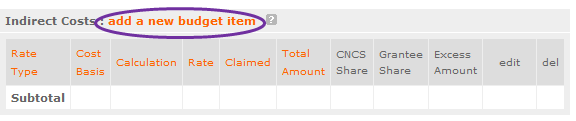 Indirect Costs: add a new budget item ?
Rate Type Cost Basis Calculation Rate Claimed Total Amount CNCS Share Grantee Share Excess Amount edit del
Subtotal